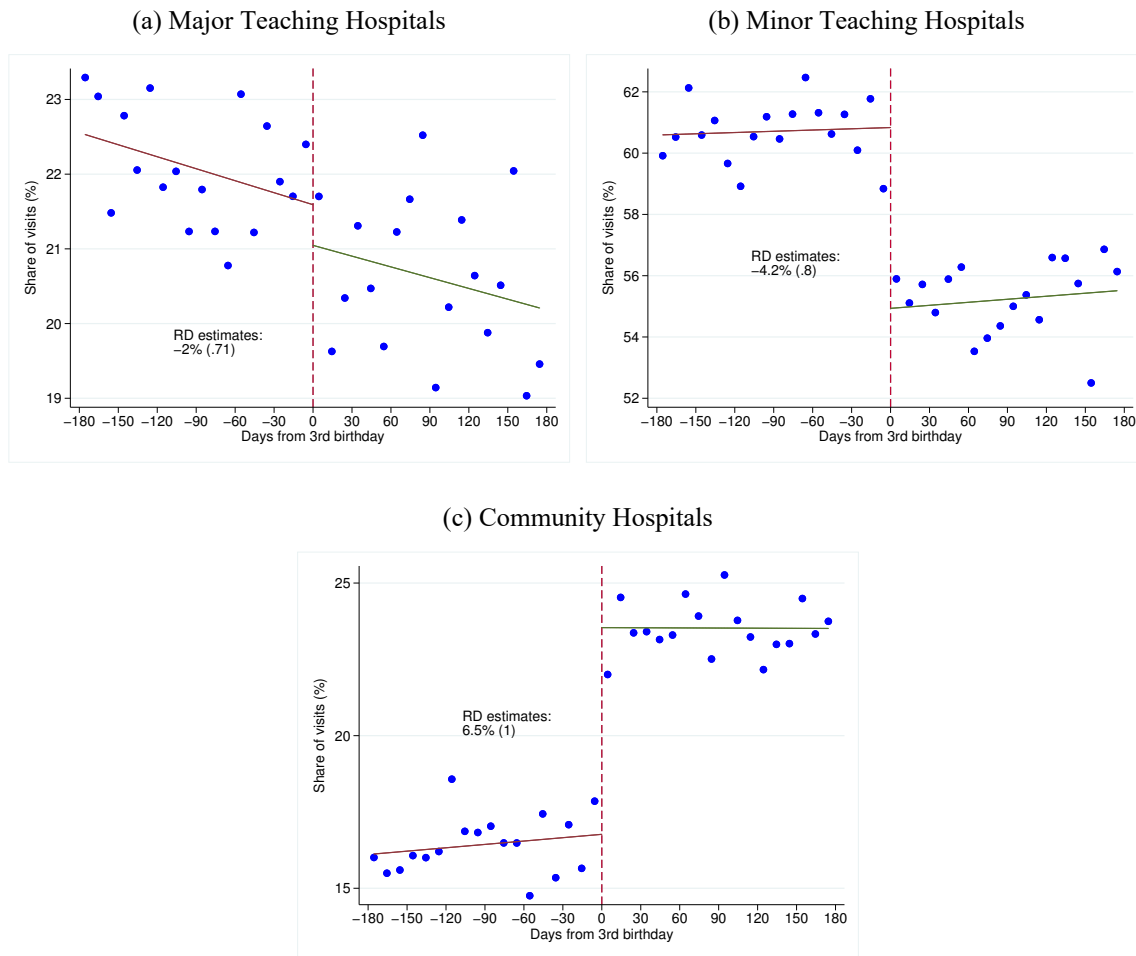 (a) Major Teaching Hospitals
(b) Minor Teaching Hospitals
Share of visits (%)
23
22
21
20
19
RD estimates:
−2% (.71)
−180 −150 −120 −90 −60 −30 0 30 60 90 120 150 180
Days from 3rd birthday
Share of visits (%)
62
60
58
56
54
52
RD estimates:
−4.2% (.8)
−180 −150 −120 −90 −60 −30 0 30 60 90 120 150 180
Days from 3rd birthday
(c) Community Hospitals
Share of visits (%)
25
20
15
RD estimates:
6.5% (1)
−180 −150 −120 −90 −60 −30 0 30 60 90 120 150 180
Days from 3rd birthday